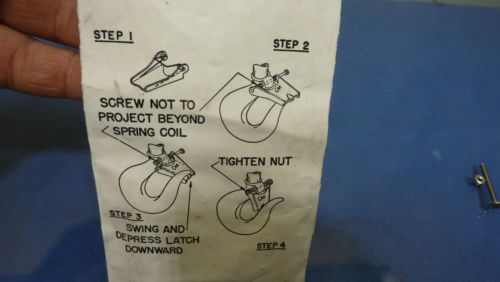 STEP 1
STEP 2
SCREW NOT TO
PROJECT BEYOND
SPRING COIL
TIGHTEN NUT
STEP 3
SWING AND
DEPRESS LATCH
DOWNWARD
STEP 4